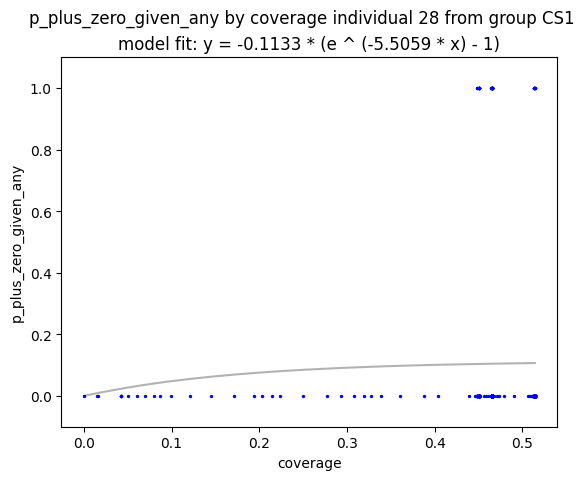 p_plus_zero_given_any by coverage individual 28 from group CS1
model fit: y = -0.1133 * (e ^ (-5.5059 * x) - 1)
1.0
0.8
0.6
0.4
0.2
0.0
p_plus_zero_given_any
0.0 0.1 0.2 0.3 0.4 0.5
coverage